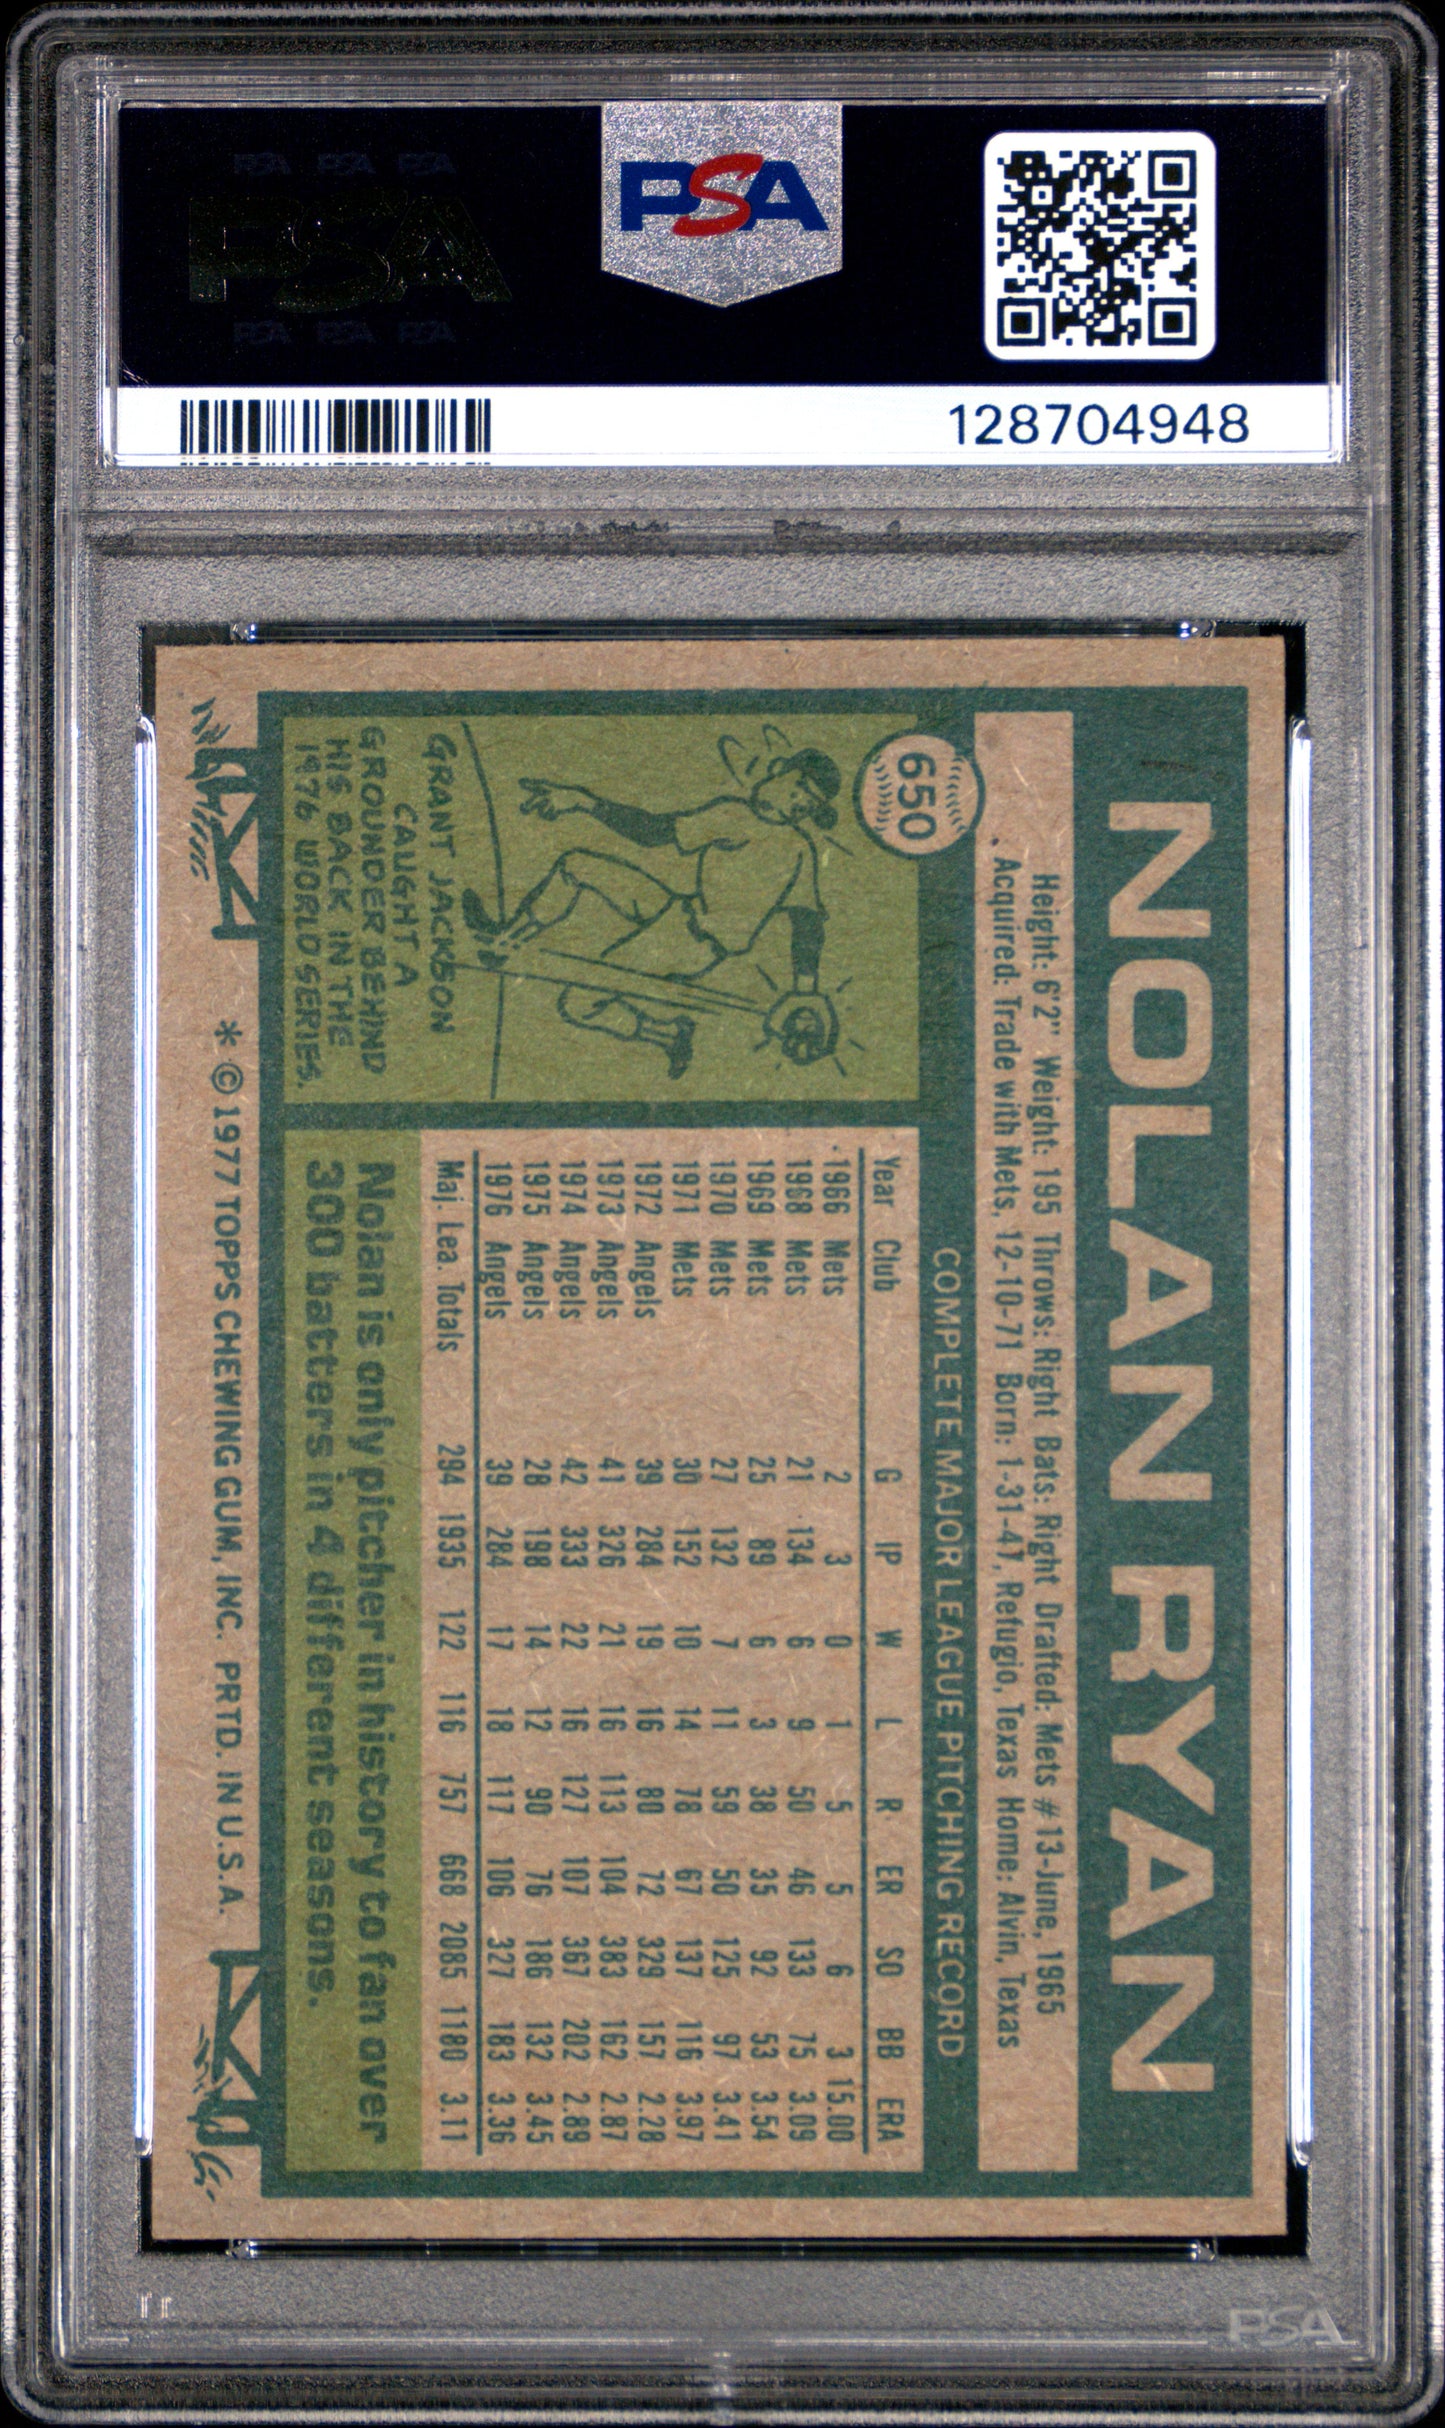 PSA PSA PSA
PSA
PSA PSA PSA
PSA
128704948
NOLAN RYAN
Height: 6'2" Weight: 195 Throws: Right Bats: Right Drafted: Mets #13-June, 1965
Acquired: Trade with Mets, 12-10-71 Born: 1-31-47, Refugio, Texas Home: Alvin, Texas
650
COMPLETE MAJOR LEAGUE PITCHING RECORD
Year Club G IP W L R ER SO BB ERA
1966 Mets 2 3 0 1 5 5 6 3 15.00
1968 Mets 21 134 6 9 50 46 133 75 3.09
1969 Mets 25 89 6 3 38 35 92 53 3.54
1970 Mets 27 132 7 11 59 50 125 97 3.41
1971 Mets 30 152 10 14 78 67 137 116 3.97
1972 Angels 39 284 19 16 80 72 329 157 2.28
1973 Angels 41 326 21 16 113 104 383 162 2.87
1974 Angels 42 333 22 16 127 107 367 202 2.89
1975 Angels 28 198 14 12 90 76 186 132 3.45
1976 Angels 39 284 17 18 117 106 327 183 3.36
Maj. Lea. Totals 294 1935 122 116 757 668 2085 1180 3.11
GRANT JACKSON
CAUGHT A
GROUNDER BEHIND
HIS BACK IN THE
1976 WORLD SERIES.
Nolan is only pitcher in history to fan over
300 batters in 4 different seasons.
* © 1977 TOPPS CHEWING GUM, INC. PRTD. IN U.S.A.
PSA